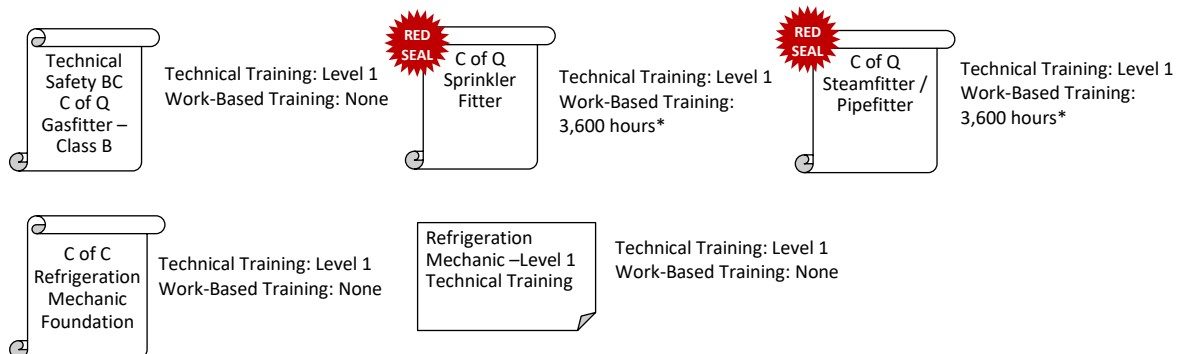 Technical
Safety BC
C of Q
Gasfitter –
Class B
Technical Training: Level 1
Work-Based Training: None
RED
SEAL
C of Q
Sprinkler
Fitter
Technical Training: Level 1
Work-Based Training:
3,600 hours*
RED
SEAL
C of Q
Steamfitter /
Pipefitter
Technical Training: Level 1
Work-Based Training:
3,600 hours*
C of C
Refrigeration
Mechanic
Foundation
Technical Training: Level 1
Work-Based Training: None
Refrigeration
Mechanic –Level 1
Technical Training
Technical Training: Level 1
Work-Based Training: None